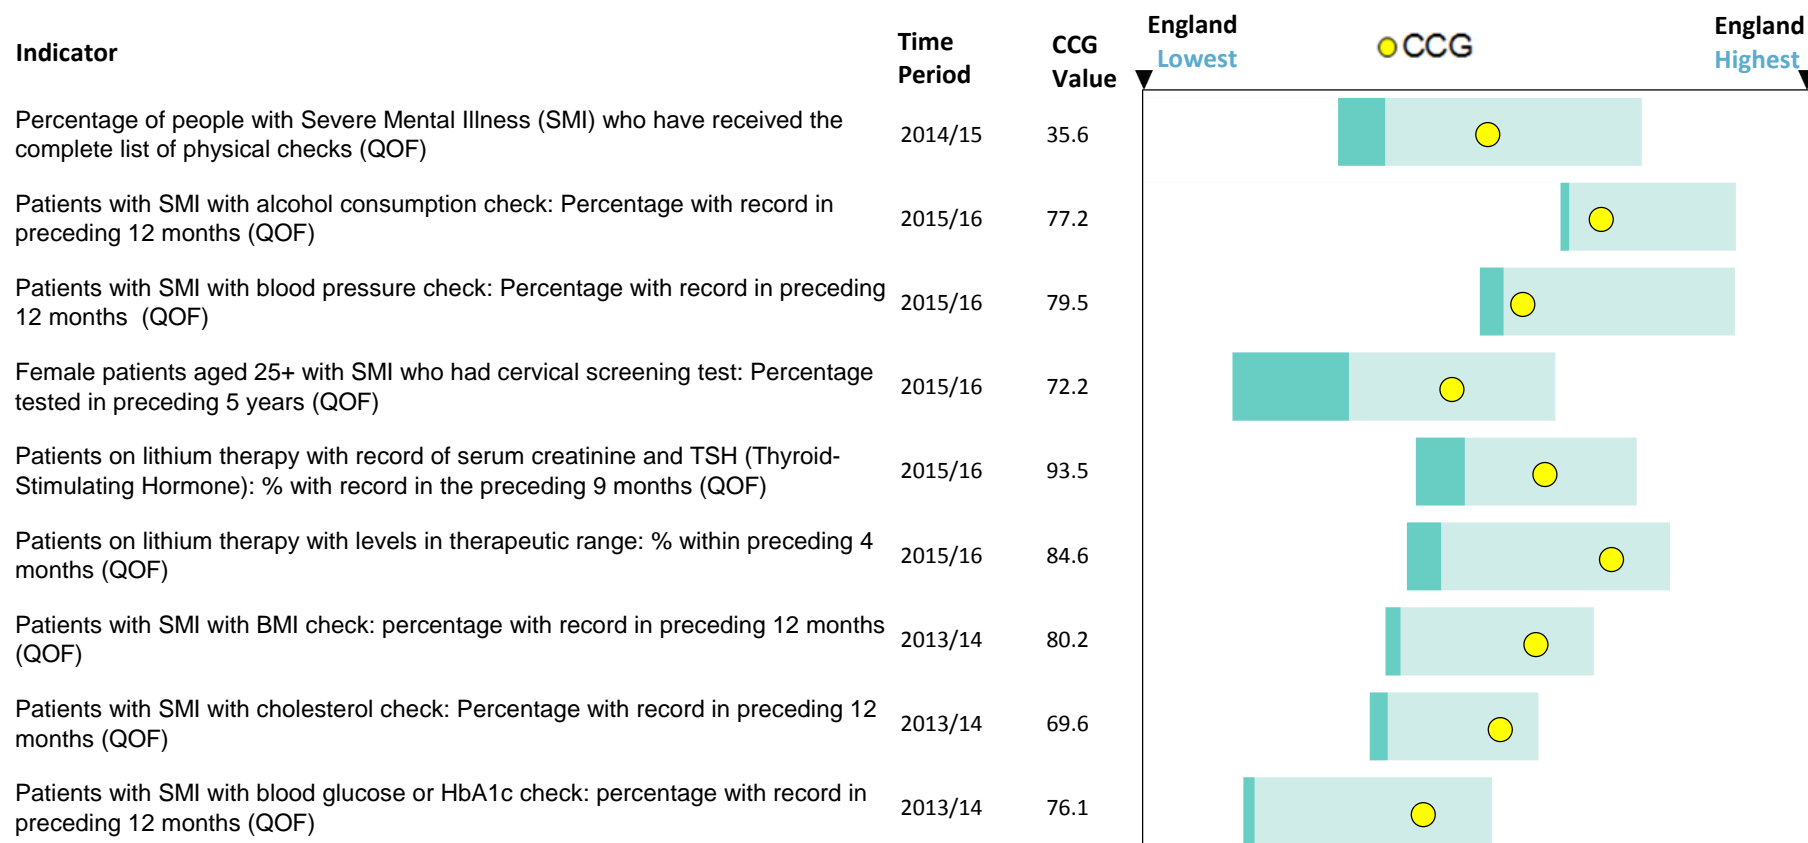 Indicator
Time
Period
CCG
Value
England
Lowest
CCG
England
Highest
Percentage of people with Severe Mental Illness (SMI) who have received the
complete list of physical checks (QOF)
2014/15
35.6
Patients with SMI with alcohol consumption check: Percentage with record in
preceding 12 months (QOF)
2015/16
77.2
Patients with SMI with blood pressure check: Percentage with record in preceding
12 months (QOF)
2015/16
79.5
Female patients aged 25+ with SMI who had cervical screening test: Percentage
tested in preceding 5 years (QOF)
2015/16
72.2
Patients on lithium therapy with record of serum creatinine and TSH (Thyroid-
Stimulating Hormone): % with record in the preceding 9 months (QOF)
2015/16
93.5
Patients on lithium therapy with levels in therapeutic range: % within preceding 4
months (QOF)
2015/16
84.6
Patients with SMI with BMI check: percentage with record in preceding 12 months
(QOF)
2013/14
80.2
Patients with SMI with cholesterol check: Percentage with record in preceding 12
months (QOF)
2013/14
69.6
Patients with SMI with blood glucose or HbA1c check: percentage with record in
preceding 12 months (QOF)
2013/14
76.1